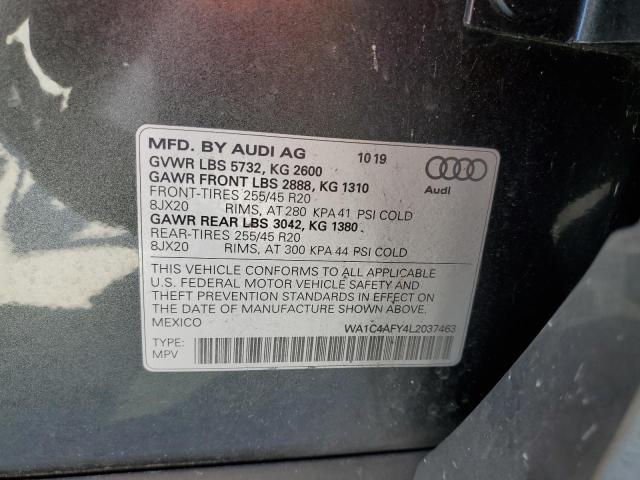 MFD. BY AUDI AG 10 19
GVWR LBS 5732, KG 2600
GAWR FRONT LBS 2888, KG 1310
FRONT-TIRES 255/45 R20
8JX20 RIMS, AT 280 KPA 41 PSI COLD
GAWR REAR LBS 3042, KG 1380
REAR-TIRES 255/45 R20
8JX20 RIMS, AT 300 KPA 44 PSI COLD
Audi
THIS VEHICLE CONFORMS TO ALL APPLICABLE
U.S. FEDERAL MOTOR VEHICLE SAFETY AND
THEFT PREVENTION STANDARDS IN EFFECT ON
THE DATE OF MANUFACTURE SHOWN ABOVE.
MEXICO WA1C4AFY4L2037463
TYPE:
MPV